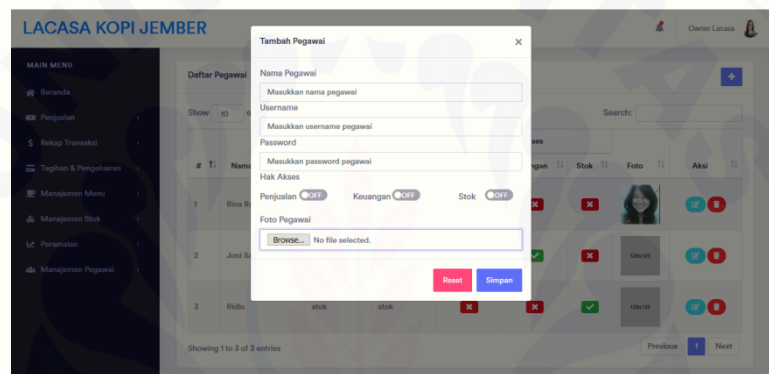 LACASA KOPI JEMBER
Owner Lacasa
MAIN MENU
Beranda
Penjualan
$ Rekap Transaksi
Tagihan & Pengeluaran
Manajemen Menu
Manajemen Stok
Peramalan
Manajemen Pegawai
Daftar Pegawai
+
Show 10
Search:
# Nama Stok Foto Aksi
1 Rina
2 Joni
3 Ridlo stok stok
128x128
128x128
Showing 1 to 3 of 3 entries
Previous 1 Next
Tambah Pegawai
×
Nama Pegawai
Masukkan nama pegawai
Username
Masukkan username pegawai
Password
Masukkan password pegawai
Hak Akses
Penjualan OFF Keuangan OFF Stok OFF
Foto Pegawai
Browse... No file selected.
Reset Simpan